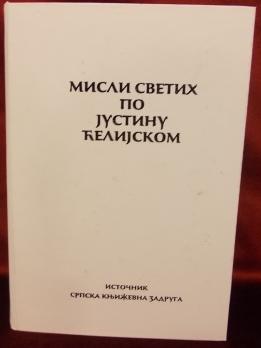 МИСЛИ СВЕТИХ
ПО
ЈУСТИНУ
ЋЕЛИЈСКОМ
ИСТОЧНИК
СРПСКА КЊИЖЕВНА ЗАДРУГА